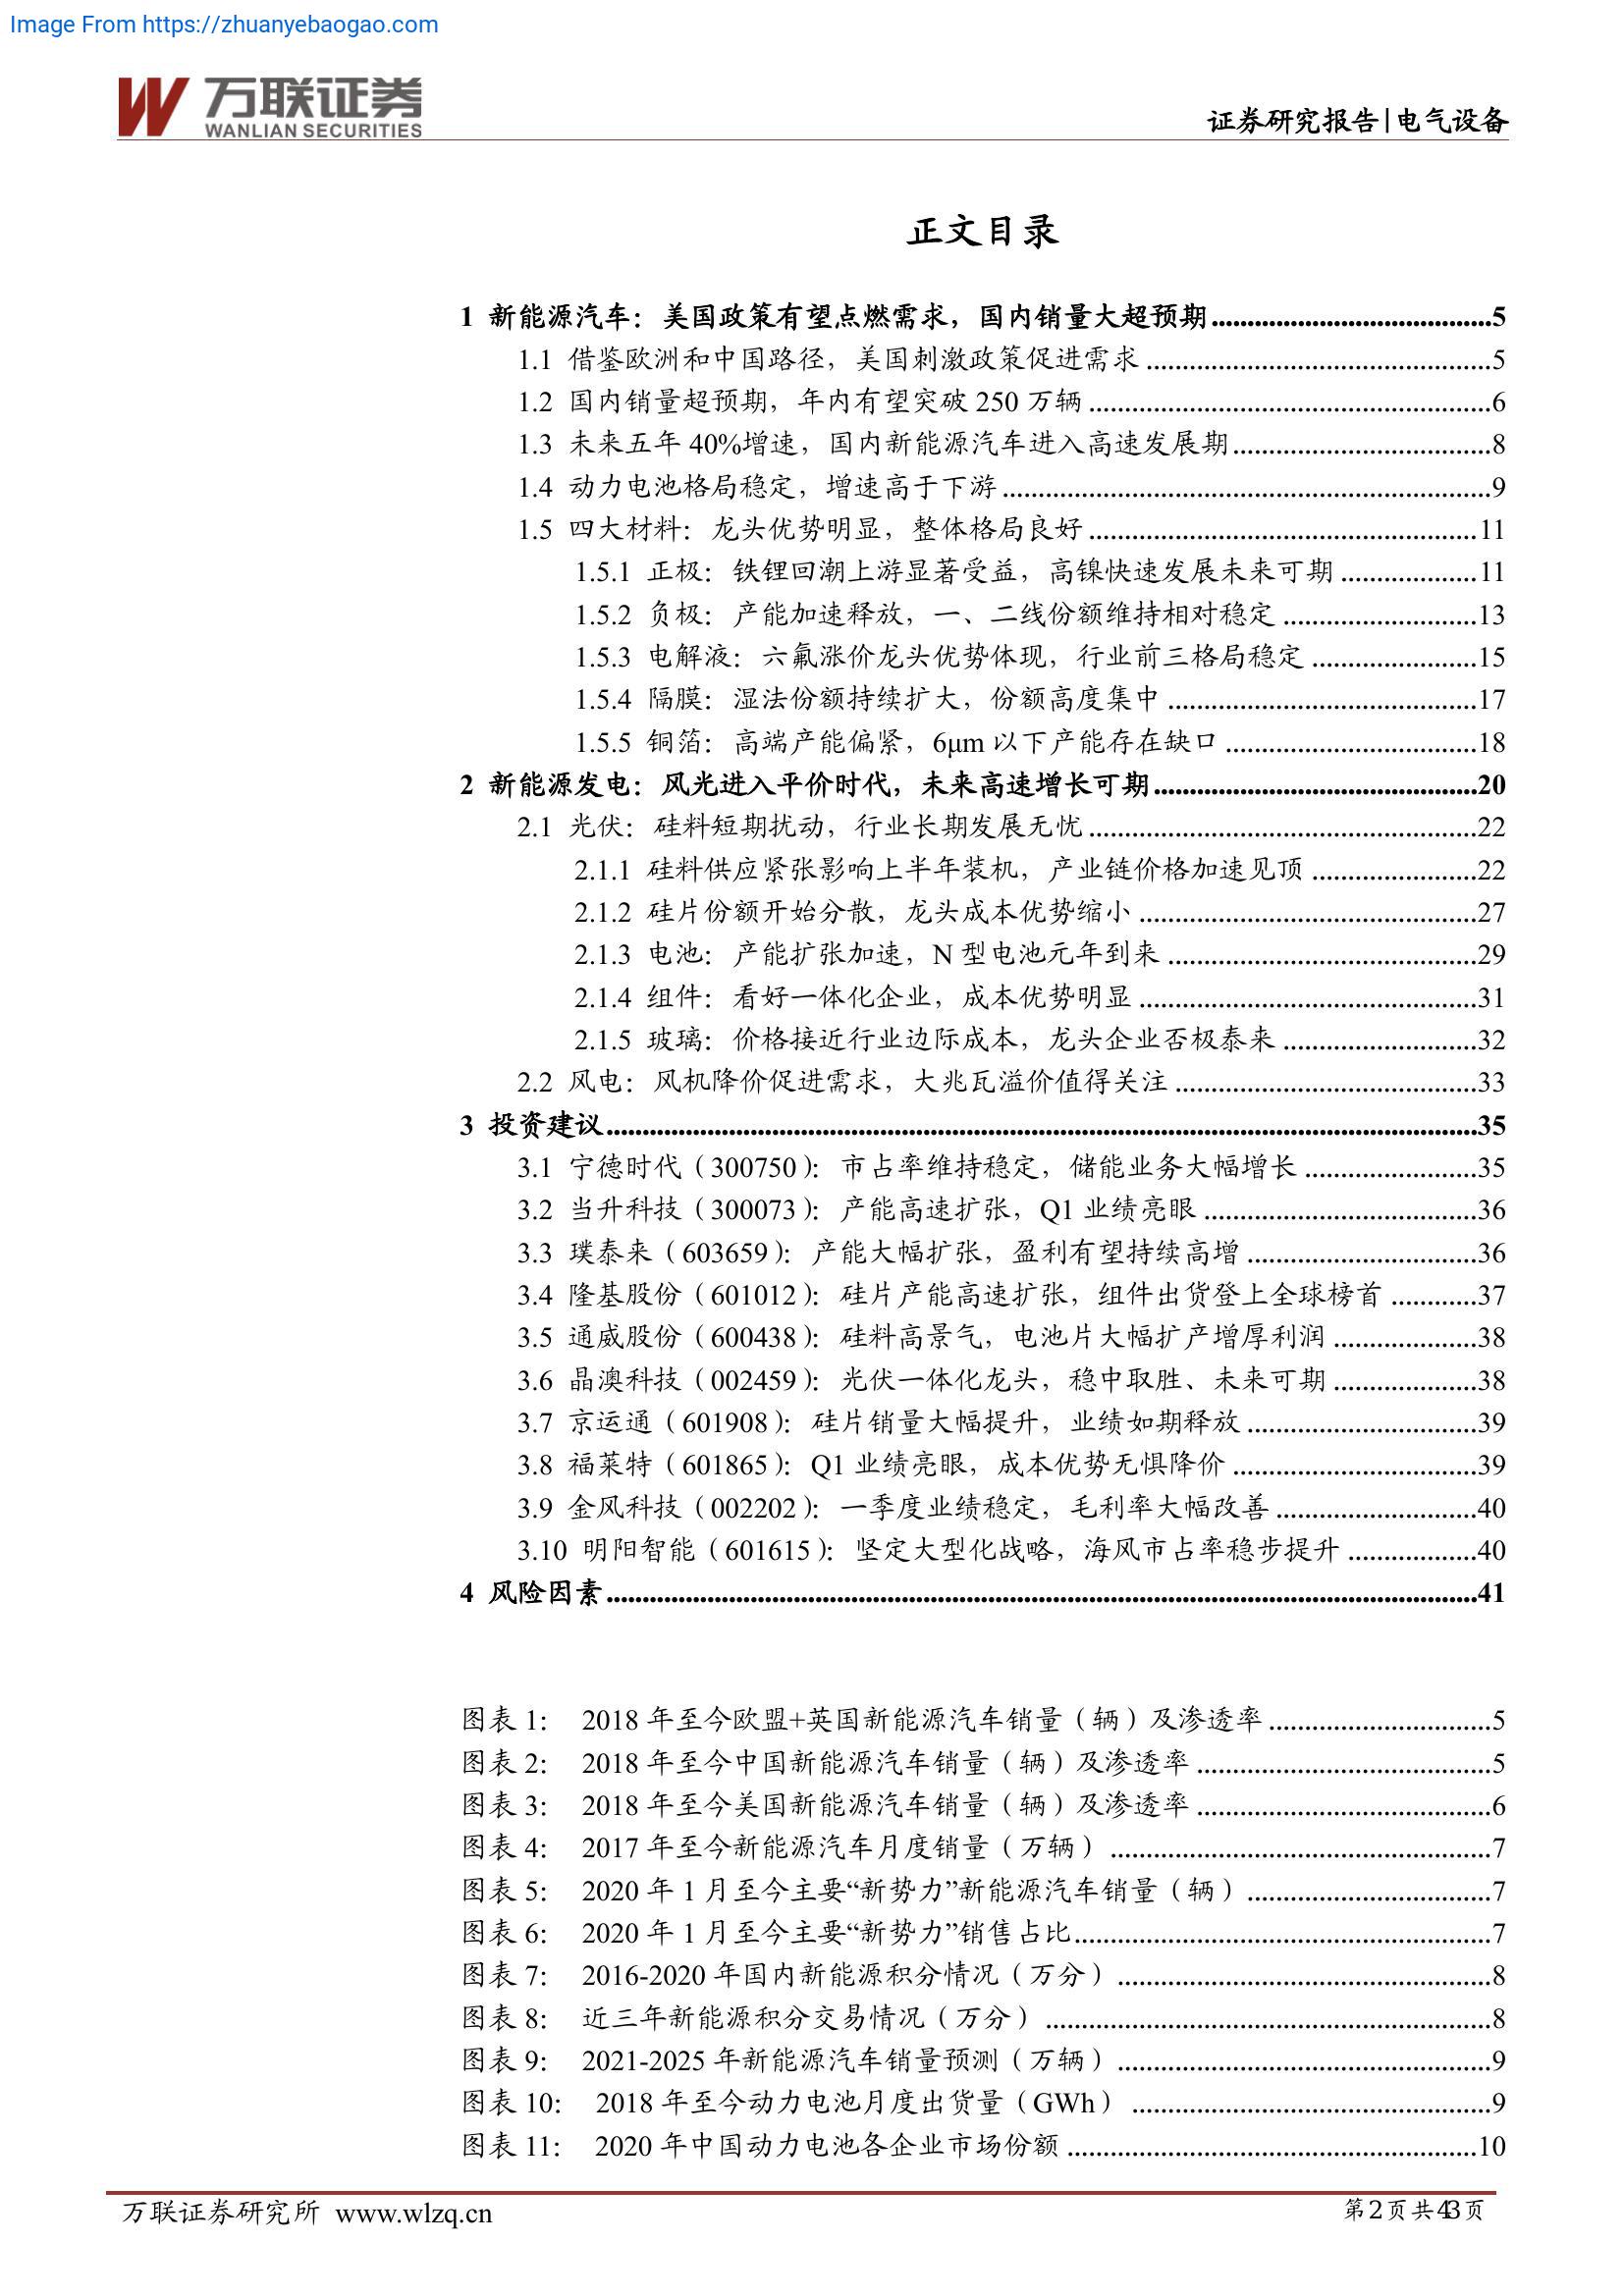 Image From https://zhuanyebaogao.com
万联证券
WANLIAN SECURITIES
证券研究报告|电气设备
正文目录
1 新能源汽车：美国政策有望点燃需求，国内销量大超预期.......................................5
1.1 借鉴欧洲和中国路径，美国刺激政策促进需求................................................5
1.2 国内销量超预期，年内有望突破 250 万辆........................................................6
1.3 未来五年 40%增速，国内新能源汽车进入高速发展期....................................8
1.4 动力电池格局稳定，增速高于下游....................................................................9
1.5 四大材料：龙头优势明显，整体格局良好......................................................11
1.5.1 正极：铁锂回潮上游显著受益，高镍快速发展未来可期...................11
1.5.2 负极：产能加速释放，一、二线份额维持相对稳定...........................13
1.5.3 电解液：六氟涨价龙头优势体现，行业前三格局稳定.......................15
1.5.4 隔膜：湿法份额持续扩大，份额高度集中...........................................17
1.5.5 铜箔：高端产能偏紧，6μm 以下产能存在缺口...................................18
2 新能源发电：风光进入平价时代，未来高速增长可期.............................................20
2.1 光伏：硅料短期扰动，行业长期发展无忧......................................................22
2.1.1 硅料供应紧张影响上半年装机，产业链价格加速见顶.......................22
2.1.2 硅片份额开始分散，龙头成本优势缩小...............................................27
2.1.3 电池：产能扩张加速，N 型电池元年到来...........................................29
2.1.4 组件：看好一体化企业，成本优势明显...............................................31
2.1.5 玻璃：价格接近行业边际成本，龙头企业否极泰来...........................32
2.2 风电：风机降价促进需求，大兆瓦溢价值得关注..........................................33
3 投资建议.........................................................................................................................35
3.1 宁德时代（300750）：市占率维持稳定，储能业务大幅增长........................35
3.2 当升科技（300073）：产能高速扩张，Q1 业绩亮眼......................................36
3.3 璞泰来（603659）：产能大幅扩张，盈利有望持续高增................................36
3.4 隆基股份（601012）：硅片产能高速扩张，组件出货登上全球榜首............37
3.5 通威股份（600438）：硅料高景气，电池片大幅扩产增厚利润....................38
3.6 晶澳科技（002459）：光伏一体化龙头，稳中取胜、未来可期....................38
3.7 京运通（601908）：硅片销量大幅提升，业绩如期释放................................39
3.8 福莱特（601865）：Q1 业绩亮眼，成本优势无惧降价..................................39
3.9 金风科技（002202）：一季度业绩稳定，毛利率大幅改善............................40
3.10 明阳智能（601615）：坚定大型化战略，海风市占率稳步提升..................40
4 风险因素.........................................................................................................................41
图表 1： 2018 年至今欧盟+英国新能源汽车销量（辆）及渗透率...............................5
图表 2： 2018 年至今中国新能源汽车销量（辆）及渗透率.........................................5
图表 3： 2018 年至今美国新能源汽车销量（辆）及渗透率.........................................6
图表 4： 2017 年至今新能源汽车月度销量（万辆）.....................................................7
图表 5： 2020 年 1 月至今主要“新势力”新能源汽车销量（辆）..................................7
图表 6： 2020 年 1 月至今主要“新势力”销售占比..........................................................7
图表 7： 2016-2020 年国内新能源积分情况（万分）....................................................8
图表 8： 近三年新能源积分交易情况（万分）..............................................................8
图表 9： 2021-2025 年新能源汽车销量预测（万辆）....................................................9
图表 10： 2018 年至今动力电池月度出货量（GWh）..................................................9
图表 11： 2020 年中国动力电池各企业市场份额.........................................................10
万联证券研究所 www.wlzq.cn
第2页共43页